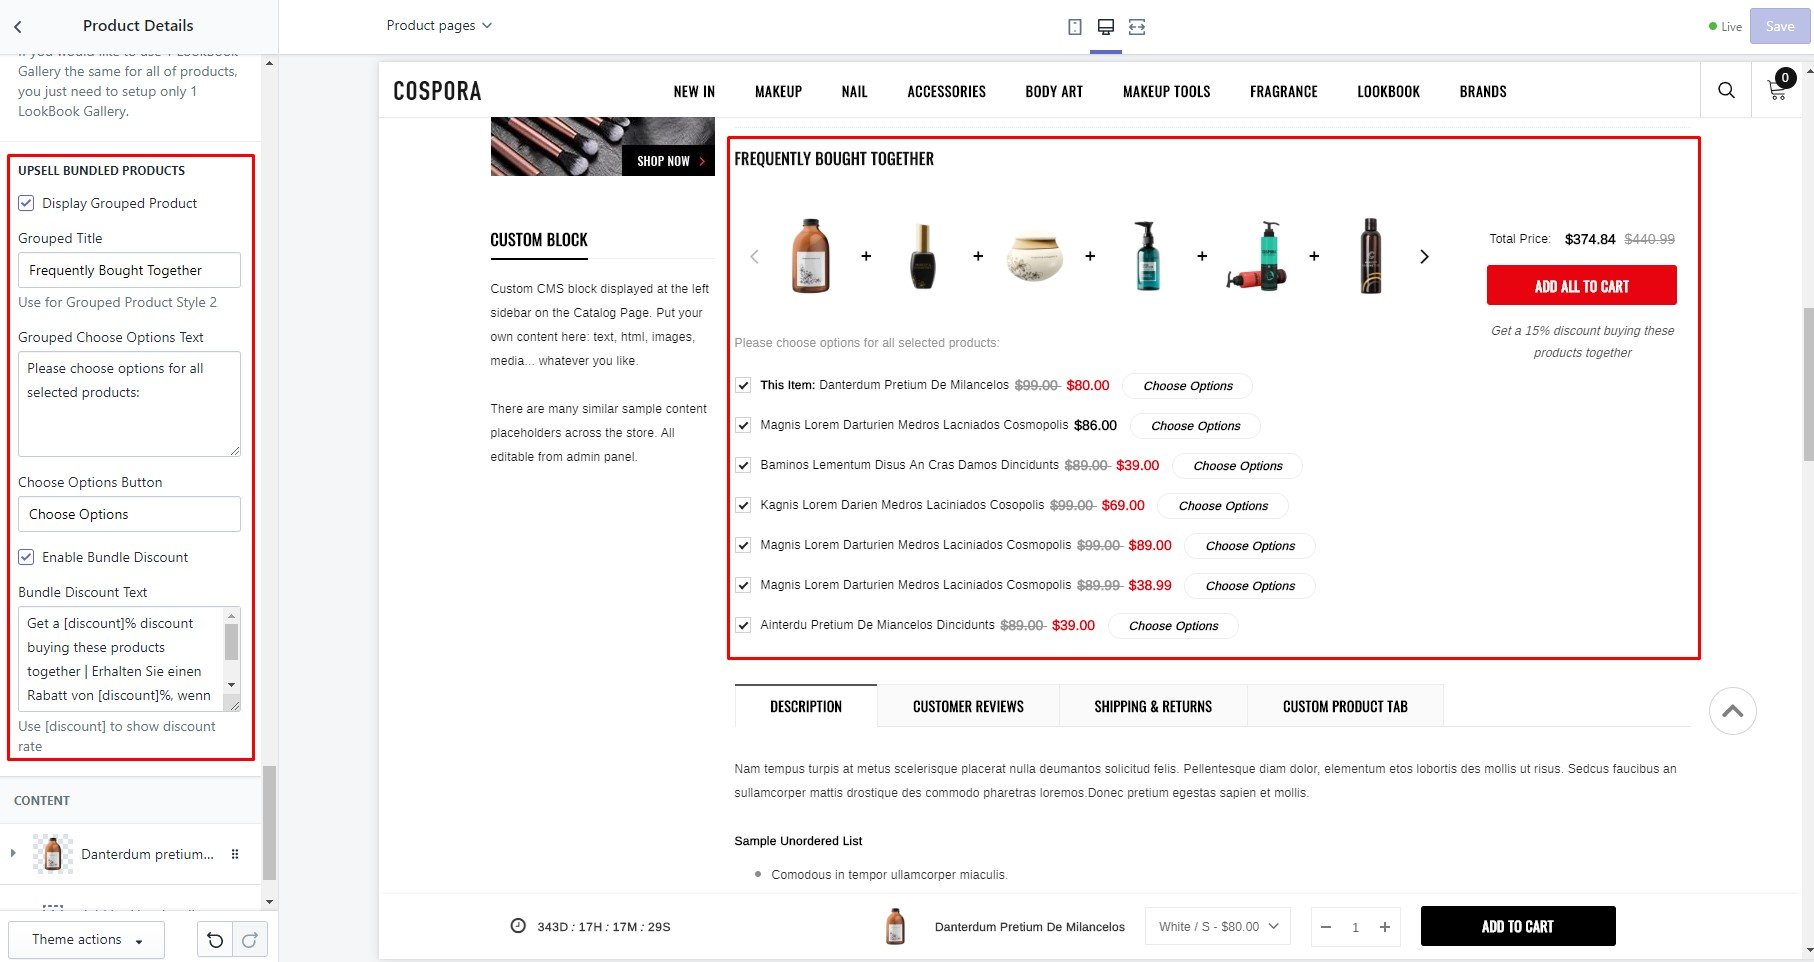 Product Details
Product pages
Live
Save
If you would like to use 1 LookBook
Gallery the same for all of products,
you just need to setup only 1
LookBook Gallery.
UPSELL BUNDLED PRODUCTS
Display Grouped Product
Grouped Title
Frequently Bought Together
Use for Grouped Product Style 2
Grouped Choose Options Text
Please choose options for all
selected products:
Choose Options Button
Choose Options
Enable Bundle Discount
Bundle Discount Text
Get a [discount]% discount
buying these products
together | Erhalten Sie einen
Rabatt von [discount]%, wenn
Use [discount] to show discount
rate
CONTENT
Danterdum pretium...
Theme actions
COSPORA
NEW IN MAKEUP NAIL ACCESSORIES BODY ART MAKEUP TOOLS FRAGRANCE LOOKBOOK BRANDS
0
SHOP NOW
CUSTOM BLOCK
Custom CMS block displayed at the left
sidebar on the Catalog Page. Put your
own content here: text, html, images,
media... whatever you like.
There are many similar sample content
placeholders across the store. All
editable from admin panel.
FREQUENTLY BOUGHT TOGETHER
+ + + + +
Total Price: $374.84 $440.99
ADD ALL TO CART
Get a 15% discount buying these
products together
Please choose options for all selected products:
This Item: Danterdum Pretium De Milancelos $99.00 $80.00 Choose Options
Magnis Lorem Darturien Medros Lacniados Cosmopolis $86.00 Choose Options
Baminos Lementum Disus An Cras Damos Dincidunts $89.00 $39.00 Choose Options
Kagnis Lorem Darien Medros Laciniados Cosopolis $99.00 $69.00 Choose Options
Magnis Lorem Darturien Medros Laciniados Cosmopolis $99.00 $89.00 Choose Options
Magnis Lorem Darturien Medros Laciniados Cosmopolis $89.99 $38.99 Choose Options
Ainterdu Pretium De Miancelos Dincidunts $89.00 $39.00 Choose Options
DESCRIPTION CUSTOMER REVIEWS SHIPPING & RETURNS CUSTOM PRODUCT TAB
Nam tempus turpis at metus scelerisque placerat nulla deumantos solicitud felis. Pellentesque diam dolor, elementum etos lobortis des mollis ut risus. Sedcus faucibus an
sullamcorper mattis drostique des commodo pharetras loremos.Donec pretium egestas sapien et mollis.
Sample Unordered List
Comodous in tempor ullamcorper miaculis.
343D : 17H : 17M : 29S
Danterdum Pretium De Milancelos
White / S - $80.00
− 1 +
ADD TO CART